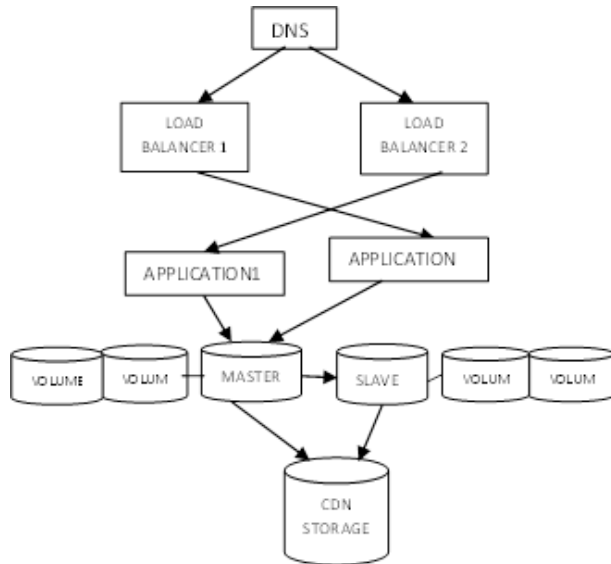 DNS
LOAD
BALANCER 1
LOAD
BALANCER 2
APPLICATION1
APPLICATION
VOLUME
VOLUM
MASTER
SLAVE
VOLUM
VOLUM
CDN
STORAGE